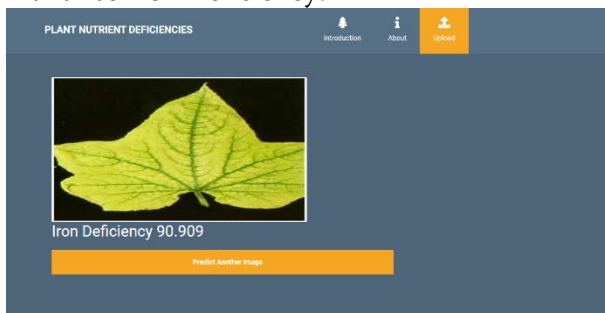 PLANT NUTRIENT DEFICIENCIES
Introduction
About
Upload
Iron Deficiency 90.909
Predict Another Image